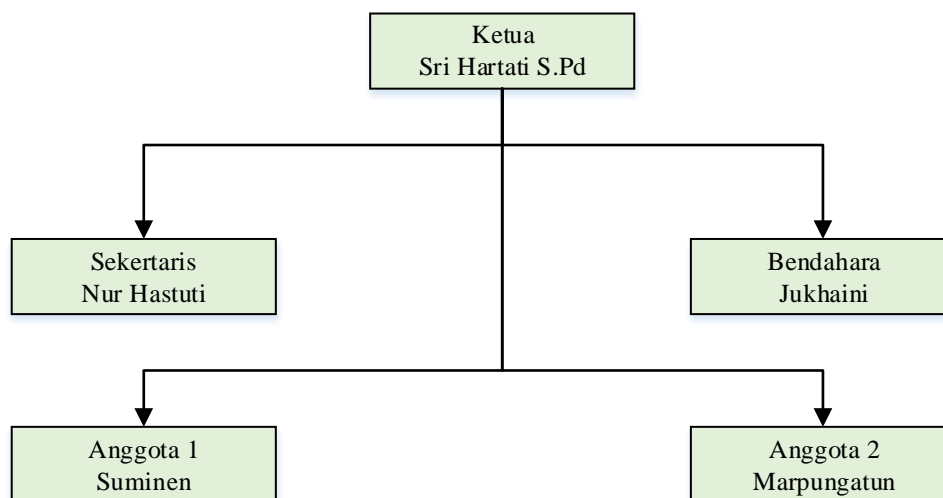 Ketua
Sri Hartati S.Pd
Sekertaris
Nur Hastuti
Bendahara
Jukhaini
Anggota 1
Suminen
Anggota 2
Marpungatun